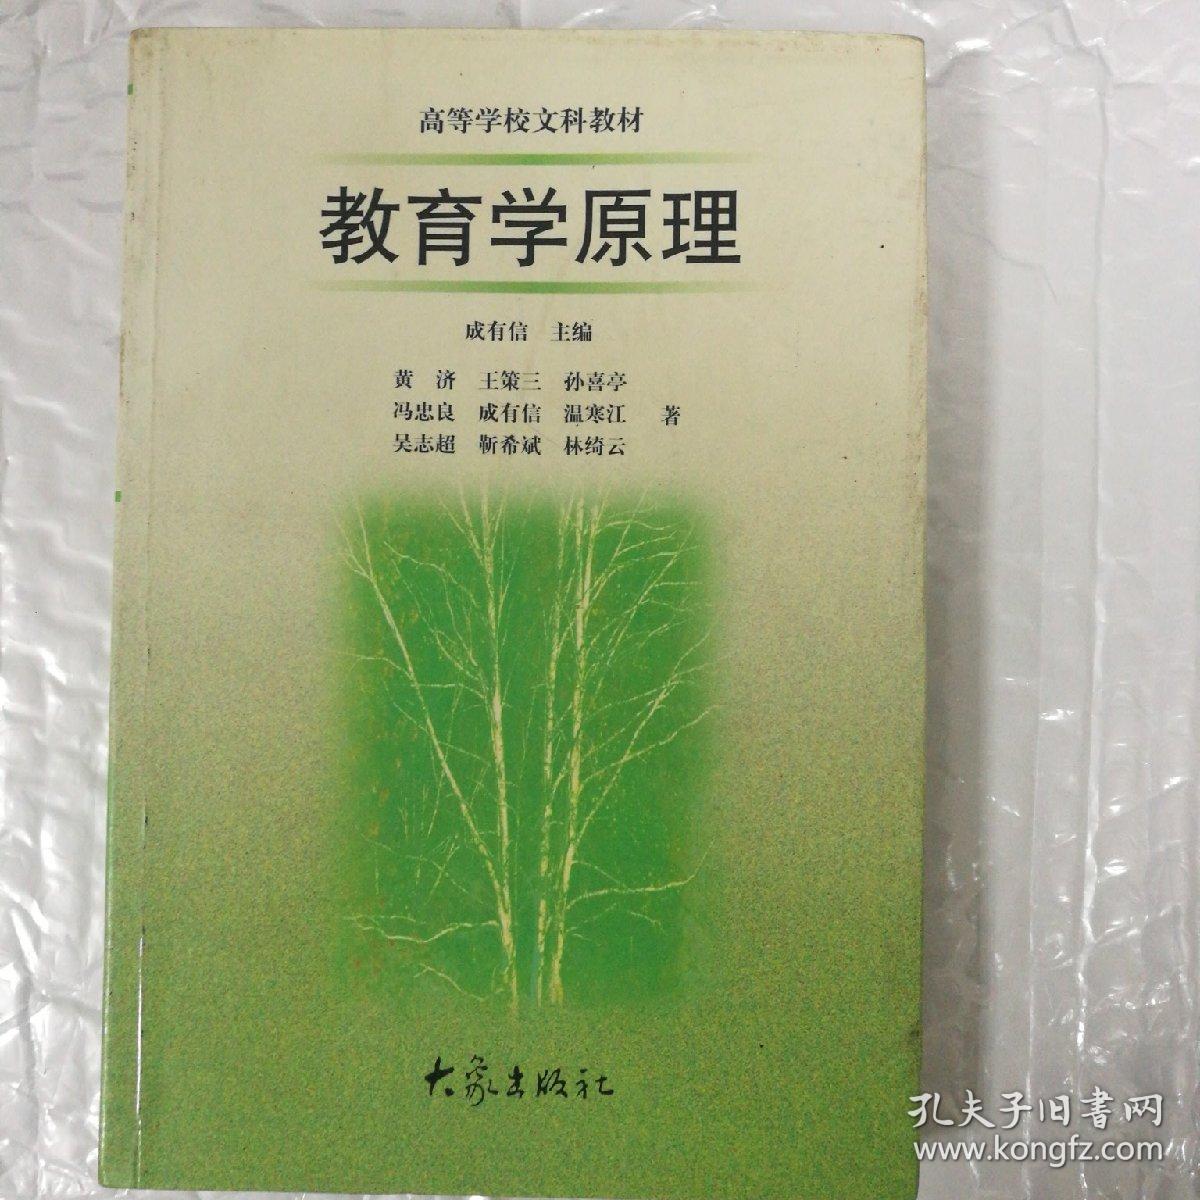 高等学校文科教材
教育学原理
成有信 主编
黄 济 王策三 孙喜亭
冯忠良 成有信 温寒江 著
吴志超 靳希斌 林绮云
大象出版社
孔夫子旧書网
www.kongfz.com